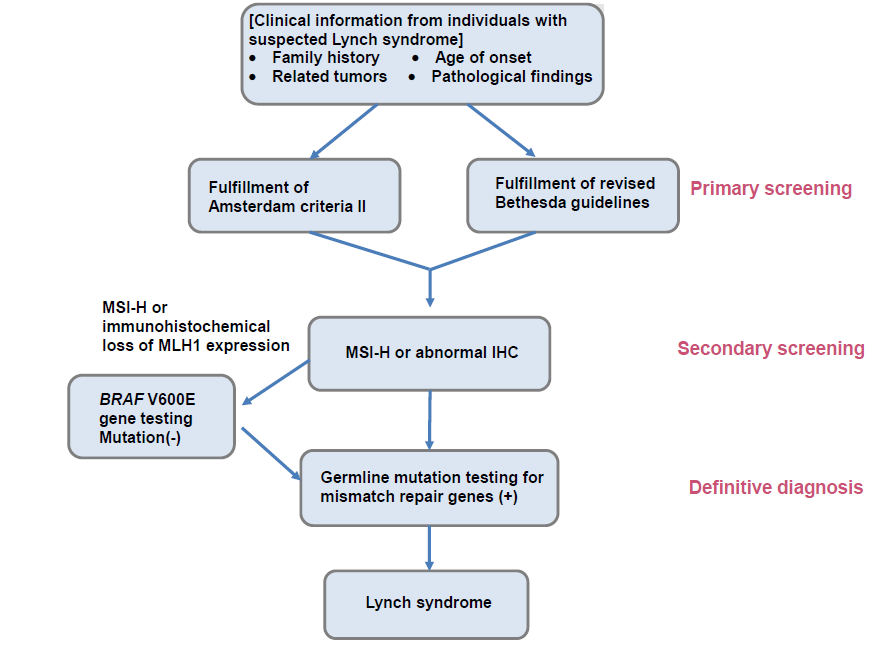 [Clinical information from individuals with
suspected Lynch syndrome]
• Family history • Age of onset
• Related tumors • Pathological findings
Fulfillment of
Amsterdam criteria II
Fulfillment of revised
Bethesda guidelines
Primary screening
MSI-H or
immunohistochemical
loss of MLH1 expression
MSI-H or abnormal IHC
Secondary screening
BRAF V600E
gene testing
Mutation(-)
Germline mutation testing for
mismatch repair genes (+)
Definitive diagnosis
Lynch syndrome